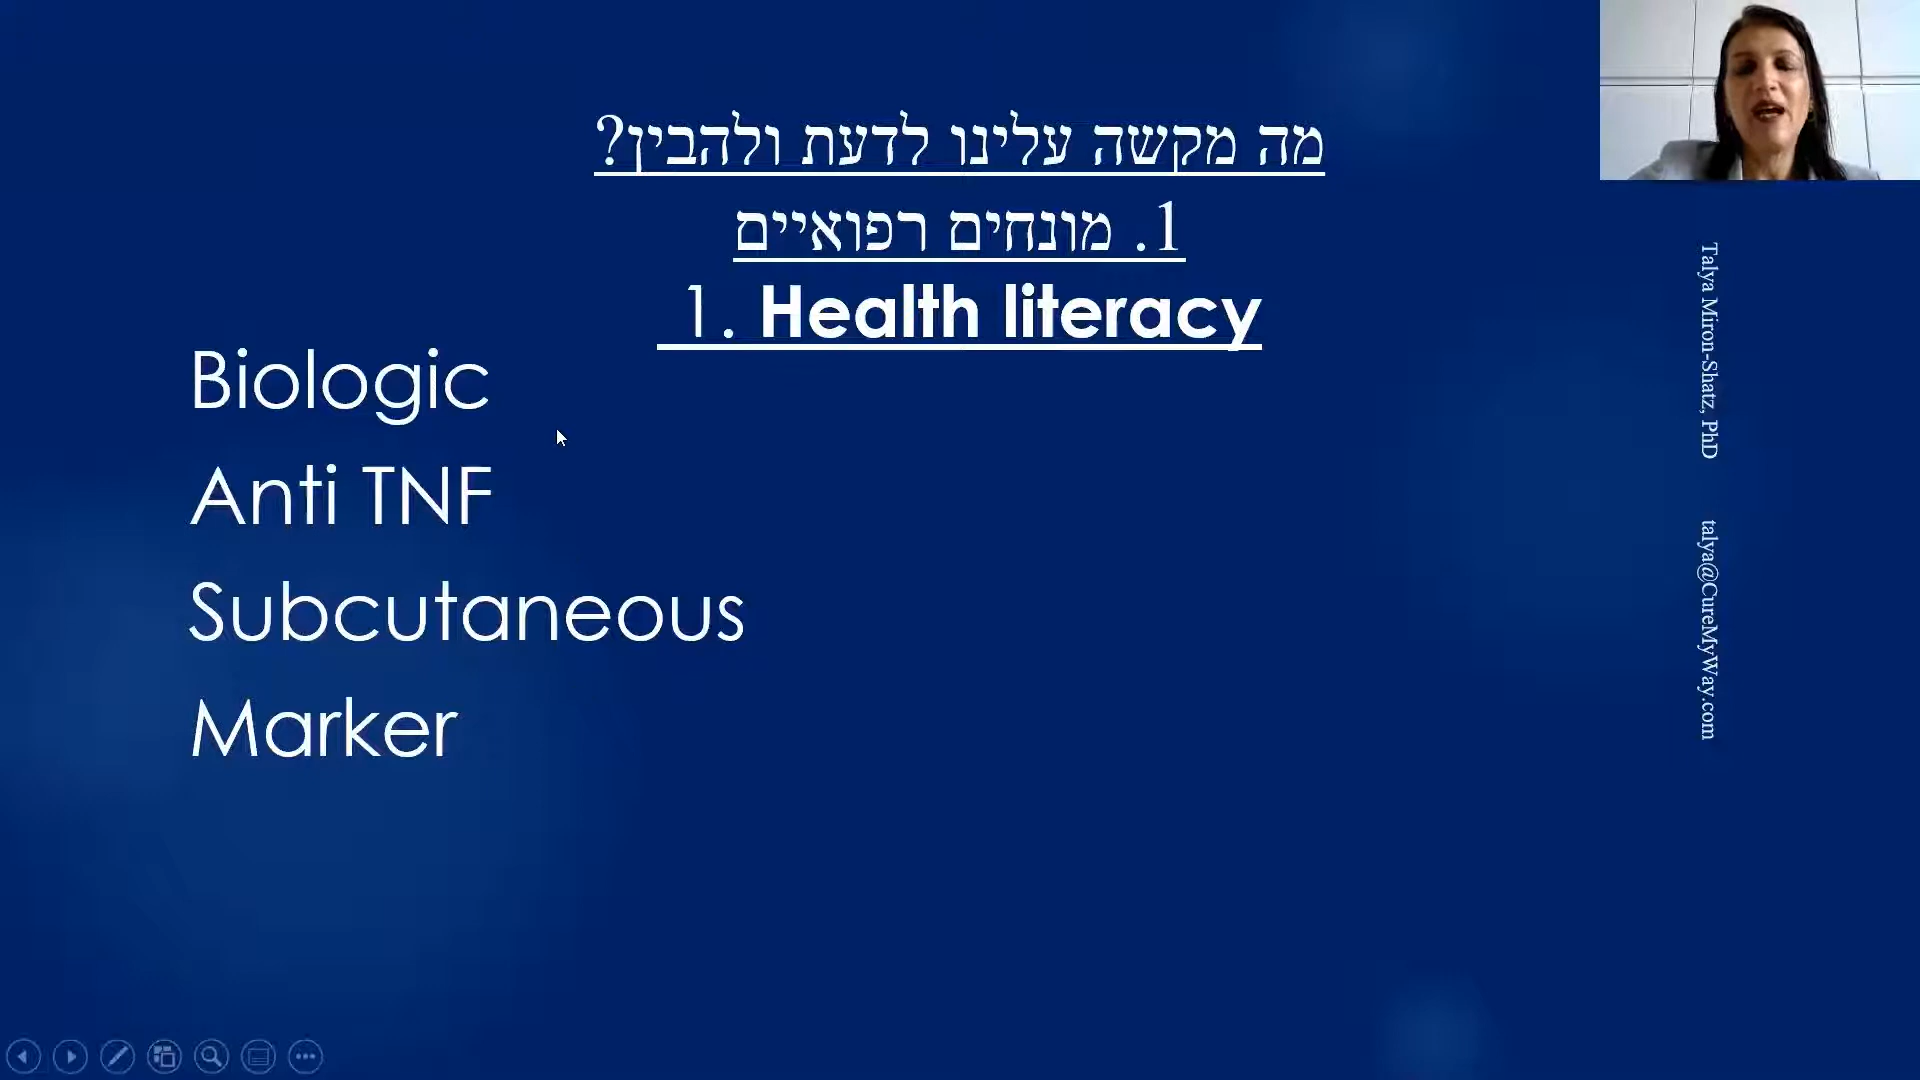 מה מקשה עלינו לדעת ולהבין?
1. מונחים רפואיים
1. Health literacy
Biologic
Anti TNF
Subcutaneous
Marker
Talya Miron-Shatz, PhD talya@CureMyWay.com